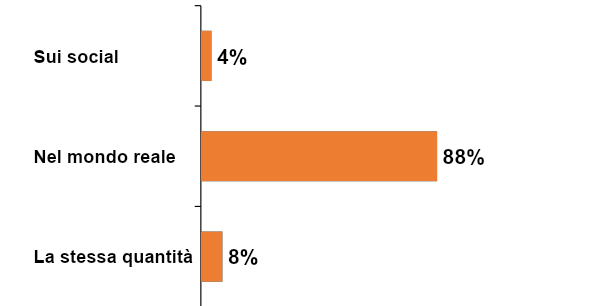 Sui social 4%
Nel mondo reale 88%
La stessa quantità 8%